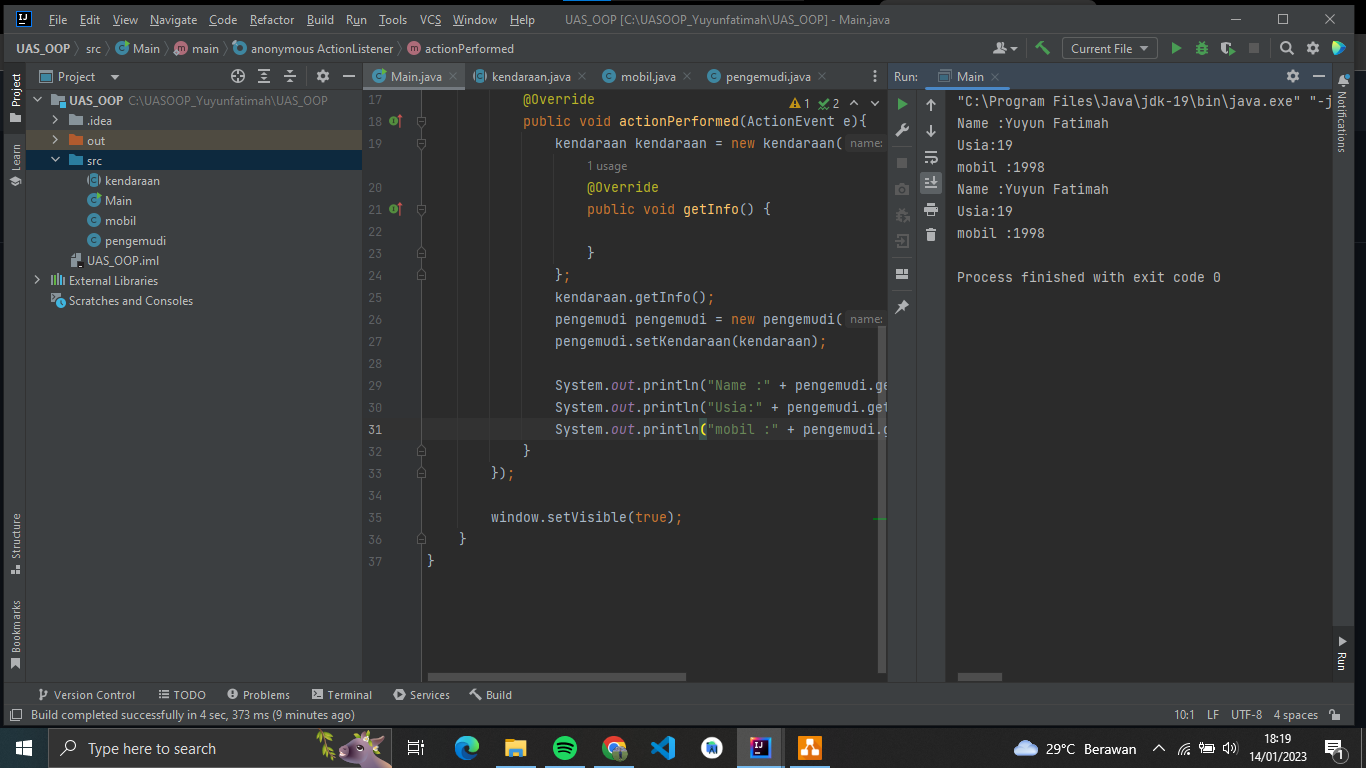 File Edit View Navigate Code Refactor Build Run Tools VCS Window Help UAS_OOP [C:\UASOOP_Yuyunfatimah\UAS_OOP] - Main.java
UAS_OOP src Main main anonymous ActionListener actionPerformed Current File
Project
Main.java kendaraan.java mobil.java pengemudi.java
Run: Main
Project
Learn
Structure
Bookmarks
UAS_OOP C:\UASOOP_Yuyunfatimah\UAS_OOP
.idea
out
src
kendaraan
Main
mobil
pengemudi
UAS_OOP.iml
External Libraries
Scratches and Consoles
1 2
17 @Override
18 public void actionPerformed(ActionEvent e){
19 kendaraan kendaraan = new kendaraan( name:
1 usage
20 @Override
21 public void getInfo() {
22
23 }
24 };
25 kendaraan.getInfo();
26 pengemudi pengemudi = new pengemudi( name:
27 pengemudi.setKendaraan(kendaraan);
28
29 System.out.println("Name :" + pengemudi.ge
30 System.out.println("Usia:" + pengemudi.get
31 System.out.println("mobil :" + pengemudi.g
32 }
33 });
34
35 window.setVisible(true);
36 }
37 }
"C:\Program Files\Java\jdk-19\bin\java.exe" "-j
Name :Yuyun Fatimah
Usia:19
mobil :1998
Name :Yuyun Fatimah
Usia:19
mobil :1998
Process finished with exit code 0
Notifications
Run
Version Control TODO Problems Terminal Services Build
Build completed successfully in 4 sec, 373 ms (9 minutes ago) 10:1 LF UTF-8 4 spaces
Type here to search 29°C Berawan 18:19
14/01/2023 1